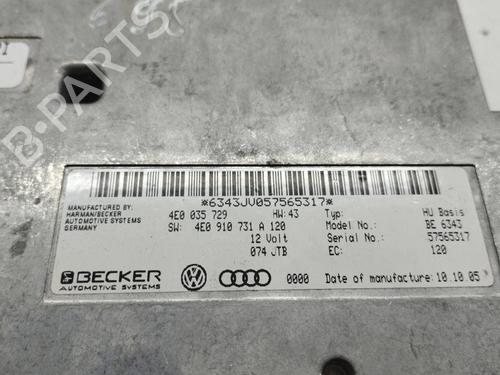 *6343JV057565317*
MANUFACTURED BY:
HARMAN/BECKER
AUTOMOTIVE SYSTEMS
GERMANY
4E0 035 729 HW: 43 Typ: HU Basis
SW: 4E0 910 731 A 120 Model No.: BE 6343
12 Volt Serial No.: 57565317
074 JTB EC: 120
BECKER
AUTOMOTIVE SYSTEMS
0000 Date of manufacture: 10.10.05
B-PARTS